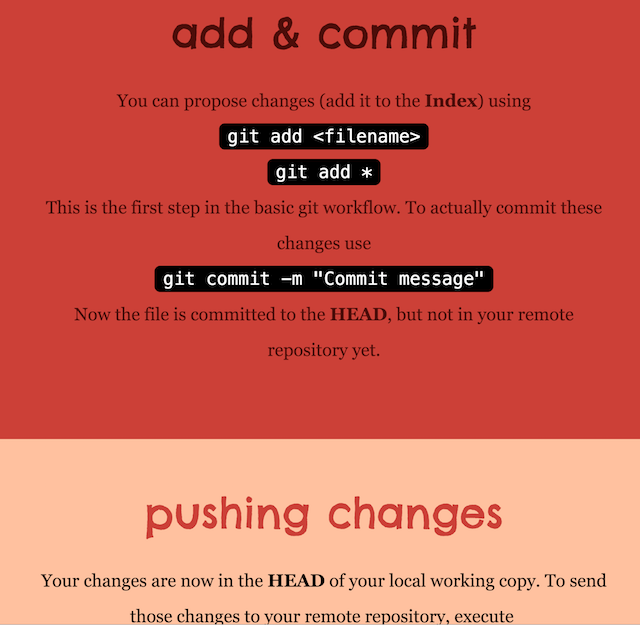 add & commit
You can propose changes (add it to the Index) using
git add <filename>
git add *
This is the first step in the basic git workflow. To actually commit these
changes use
git commit -m "Commit message"
Now the file is committed to the HEAD, but not in your remote
repository yet.
pushing changes
Your changes are now in the HEAD of your local working copy. To send
those changes to your remote repository, execute